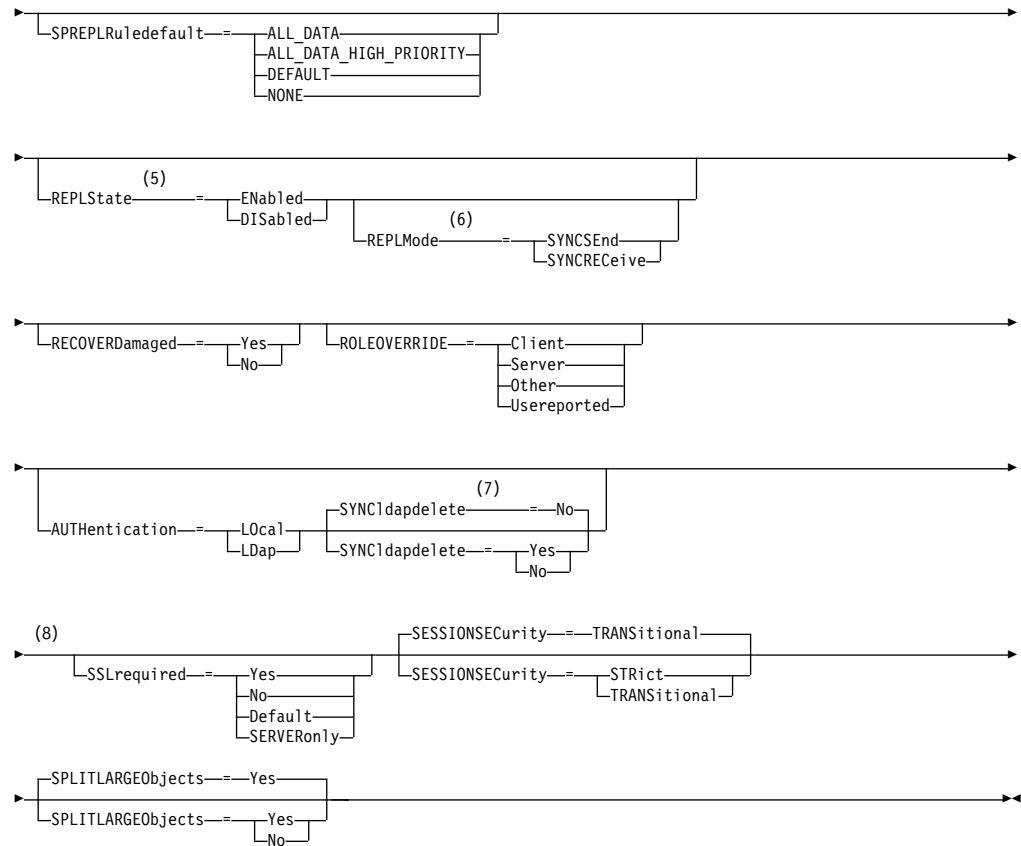 SPREPLRuledefault = ALL_DATA
ALL_DATA_HIGH_PRIORITY
DEFAULT
NONE
(5)
REPLState = ENabled
DISabled
(6)
REPLMode = SYNCSEnd
SYNCRECeive
RECOVERDamaged = Yes
No
ROLEOVERRIDE = Client
Server
Other
Usereported
(7)
SYNCldapdelete =No
AUTHentication = LOcal
LDap
SYNCldapdelete = Yes
No
(8)
SESSIONSECurity = TRANSitional
SSLrequired = Yes
No
Default
SERVERonly
SESSIONSECurity = STRict
TRANSitional
SPLITLARGEObjects = Yes
SPLITLARGEObjects = Yes
No